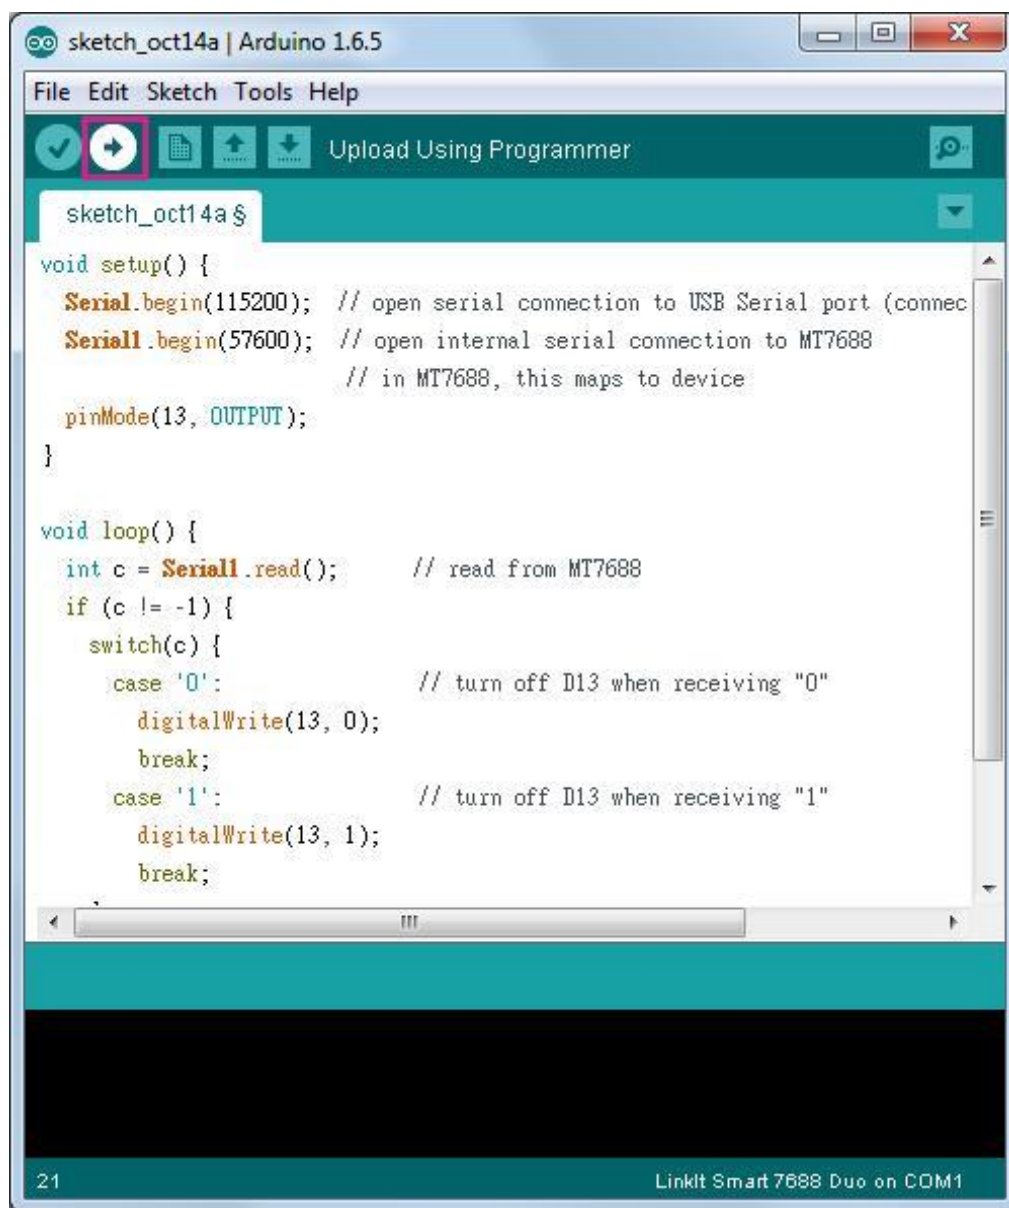 sketch_oct14a | Arduino 1.6.5
File Edit Sketch Tools Help
Upload Using Programmer
sketch_oct14a §
void setup() {
  Serial.begin(115200);  // open serial connection to USB Serial port (connec
  Serial1.begin(57600);  // open internal serial connection to MT7688
                         // in MT7688, this maps to device
  pinMode(13, OUTPUT);
}
void loop() {
  int c = Serial1.read();      // read from MT7688
  if (c != -1) {
    switch(c) {
      case '0':                // turn off D13 when receiving "0"
        digitalWrite(13, 0);
        break;
      case '1':                // turn off D13 when receiving "1"
        digitalWrite(13, 1);
        break;
21
LinkIt Smart 7688 Duo on COM1